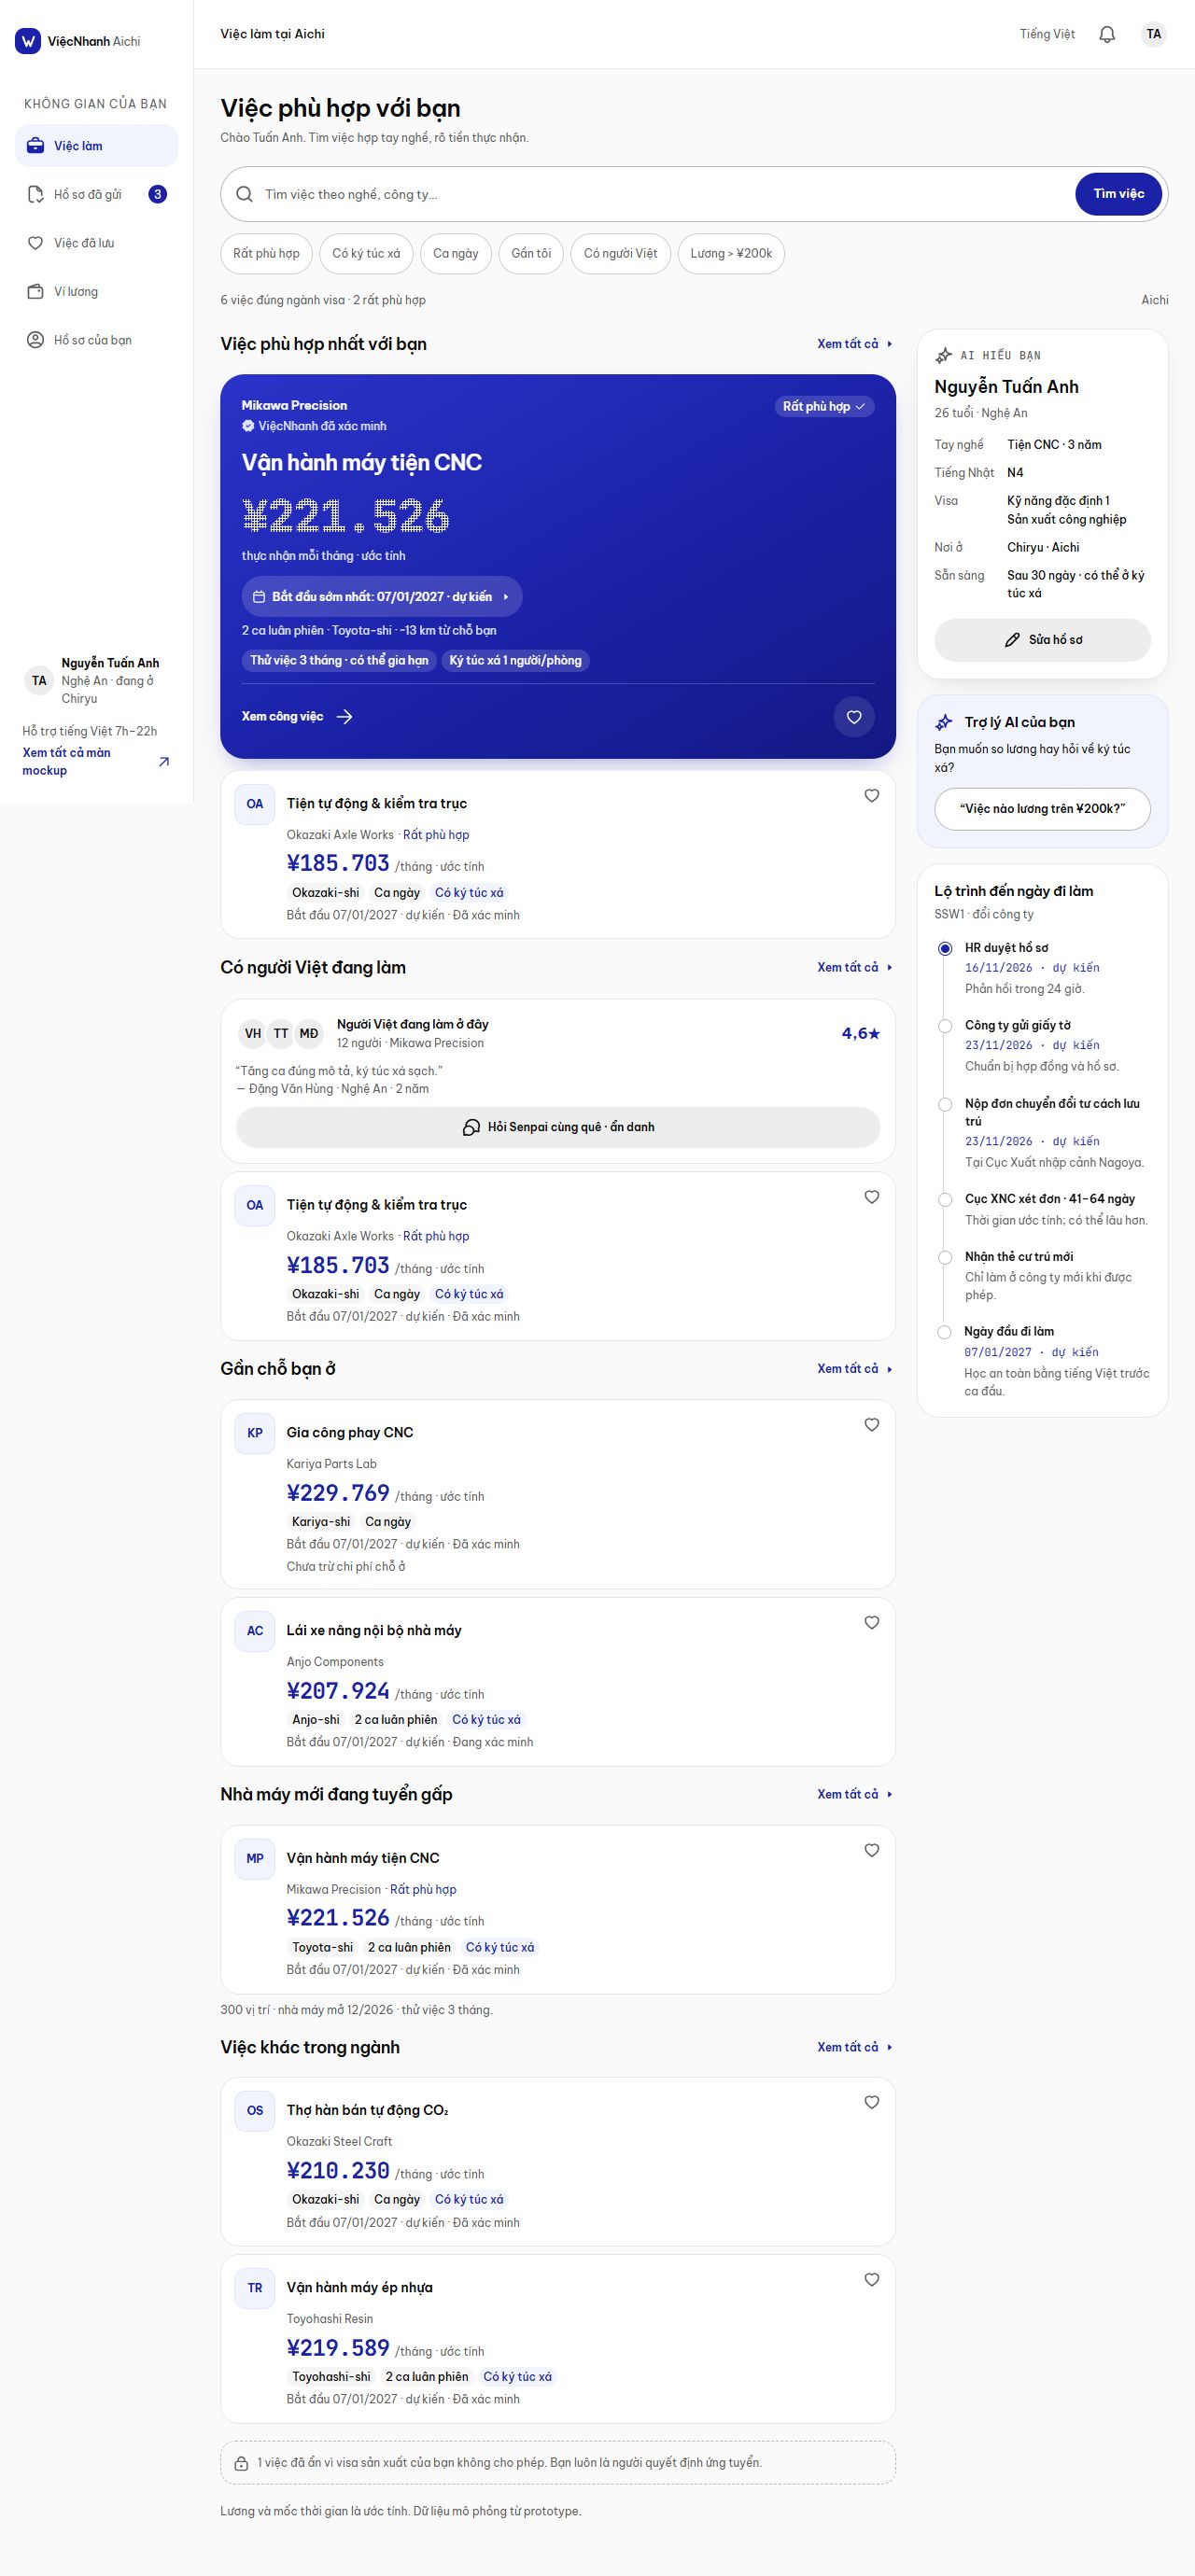 ViệcNhanh Aichi
KHÔNG GIAN CỦA BẠN
Việc làm
Hồ sơ đã gửi 3
Việc đã lưu
Ví lương
Hồ sơ của bạn
TA
Nguyễn Tuấn Anh
Nghệ An · đang ở
Chiryu
Hỗ trợ tiếng Việt 7h–22h
Xem tất cả màn
mockup
Việc làm tại Aichi
Tiếng Việt
TA
Việc phù hợp với bạn
Chào Tuấn Anh. Tìm việc hợp tay nghề, rõ tiền thực nhận.
Tìm việc theo nghề, công ty...
Tìm việc
Rất phù hợp
Có ký túc xá
Ca ngày
Gần tôi
Có người Việt
Lương > ¥200k
6 việc đúng ngành visa · 2 rất phù hợp
Aichi
Việc phù hợp nhất với bạn
Xem tất cả
Mikawa Precision
Rất phù hợp
ViệcNhanh đã xác minh
Vận hành máy tiện CNC
¥221.526
thực nhận mỗi tháng · ước tính
Bắt đầu sớm nhất: 07/01/2027 · dự kiến
2 ca luân phiên · Toyota-shi · ~13 km từ chỗ bạn
Thử việc 3 tháng · có thể gia hạn
Ký túc xá 1 người/phòng
Xem công việc
OA
Tiện tự động & kiểm tra trục
Okazaki Axle Works · Rất phù hợp
¥185.703 /tháng · ước tính
Okazaki-shi
Ca ngày
Có ký túc xá
Bắt đầu 07/01/2027 · dự kiến · Đã xác minh
Có người Việt đang làm
Xem tất cả
VH
TT
MĐ
Người Việt đang làm ở đây
12 người · Mikawa Precision
4,6★
“Tăng ca đúng mô tả, ký túc xá sạch.”
— Đặng Văn Hùng · Nghệ An · 2 năm
Hỏi Senpai cùng quê · ẩn danh
OA
Tiện tự động & kiểm tra trục
Okazaki Axle Works · Rất phù hợp
¥185.703 /tháng · ước tính
Okazaki-shi
Ca ngày
Có ký túc xá
Bắt đầu 07/01/2027 · dự kiến · Đã xác minh
Gần chỗ bạn ở
Xem tất cả
KP
Gia công phay CNC
Kariya Parts Lab
¥229.769 /tháng · ước tính
Kariya-shi
Ca ngày
Bắt đầu 07/01/2027 · dự kiến · Đã xác minh
Chưa trừ chi phí chỗ ở
AC
Lái xe nâng nội bộ nhà máy
Anjo Components
¥207.924 /tháng · ước tính
Anjo-shi
2 ca luân phiên
Có ký túc xá
Bắt đầu 07/01/2027 · dự kiến · Đang xác minh
Nhà máy mới đang tuyển gấp
Xem tất cả
MP
Vận hành máy tiện CNC
Mikawa Precision · Rất phù hợp
¥221.526 /tháng · ước tính
Toyota-shi
2 ca luân phiên
Có ký túc xá
Bắt đầu 07/01/2027 · dự kiến · Đã xác minh
300 vị trí · nhà máy mở 12/2026 · thử việc 3 tháng.
Việc khác trong ngành
Xem tất cả
OS
Thợ hàn bán tự động CO₂
Okazaki Steel Craft
¥210.230 /tháng · ước tính
Okazaki-shi
Ca ngày
Có ký túc xá
Bắt đầu 07/01/2027 · dự kiến · Đã xác minh
TR
Vận hành máy ép nhựa
Toyohashi Resin
¥219.589 /tháng · ước tính
Toyohashi-shi
2 ca luân phiên
Có ký túc xá
Bắt đầu 07/01/2027 · dự kiến · Đã xác minh
1 việc đã ẩn vì visa sản xuất của bạn không cho phép. Bạn luôn là người quyết định ứng tuyển.
Lương và mốc thời gian là ước tính. Dữ liệu mô phỏng từ prototype.
AI HIỂU BẠN
Nguyễn Tuấn Anh
26 tuổi · Nghệ An
Tay nghề Tiện CNC · 3 năm
Tiếng Nhật N4
Visa Kỹ năng đặc định 1
Sản xuất công nghiệp
Nơi ở Chiryu · Aichi
Sẵn sàng Sau 30 ngày · có thể ở ký
túc xá
Sửa hồ sơ
Trợ lý AI của bạn
Bạn muốn so lương hay hỏi về ký túc
xá?
“Việc nào lương trên ¥200k?”
Lộ trình đến ngày đi làm
SSW1 · đổi công ty
HR duyệt hồ sơ
16/11/2026 · dự kiến
Phản hồi trong 24 giờ.
Công ty gửi giấy tờ
23/11/2026 · dự kiến
Chuẩn bị hợp đồng và hồ sơ.
Nộp đơn chuyển đổi tư cách lưu
trú
23/11/2026 · dự kiến
Tại Cục Xuất nhập cảnh Nagoya.
Cục XNC xét đơn · 41–64 ngày
Thời gian ước tính; có thể lâu hơn.
Nhận thẻ cư trú mới
Chỉ làm ở công ty mới khi được
phép.
Ngày đầu đi làm
07/01/2027 · dự kiến
Học an toàn bằng tiếng Việt trước
ca đầu.